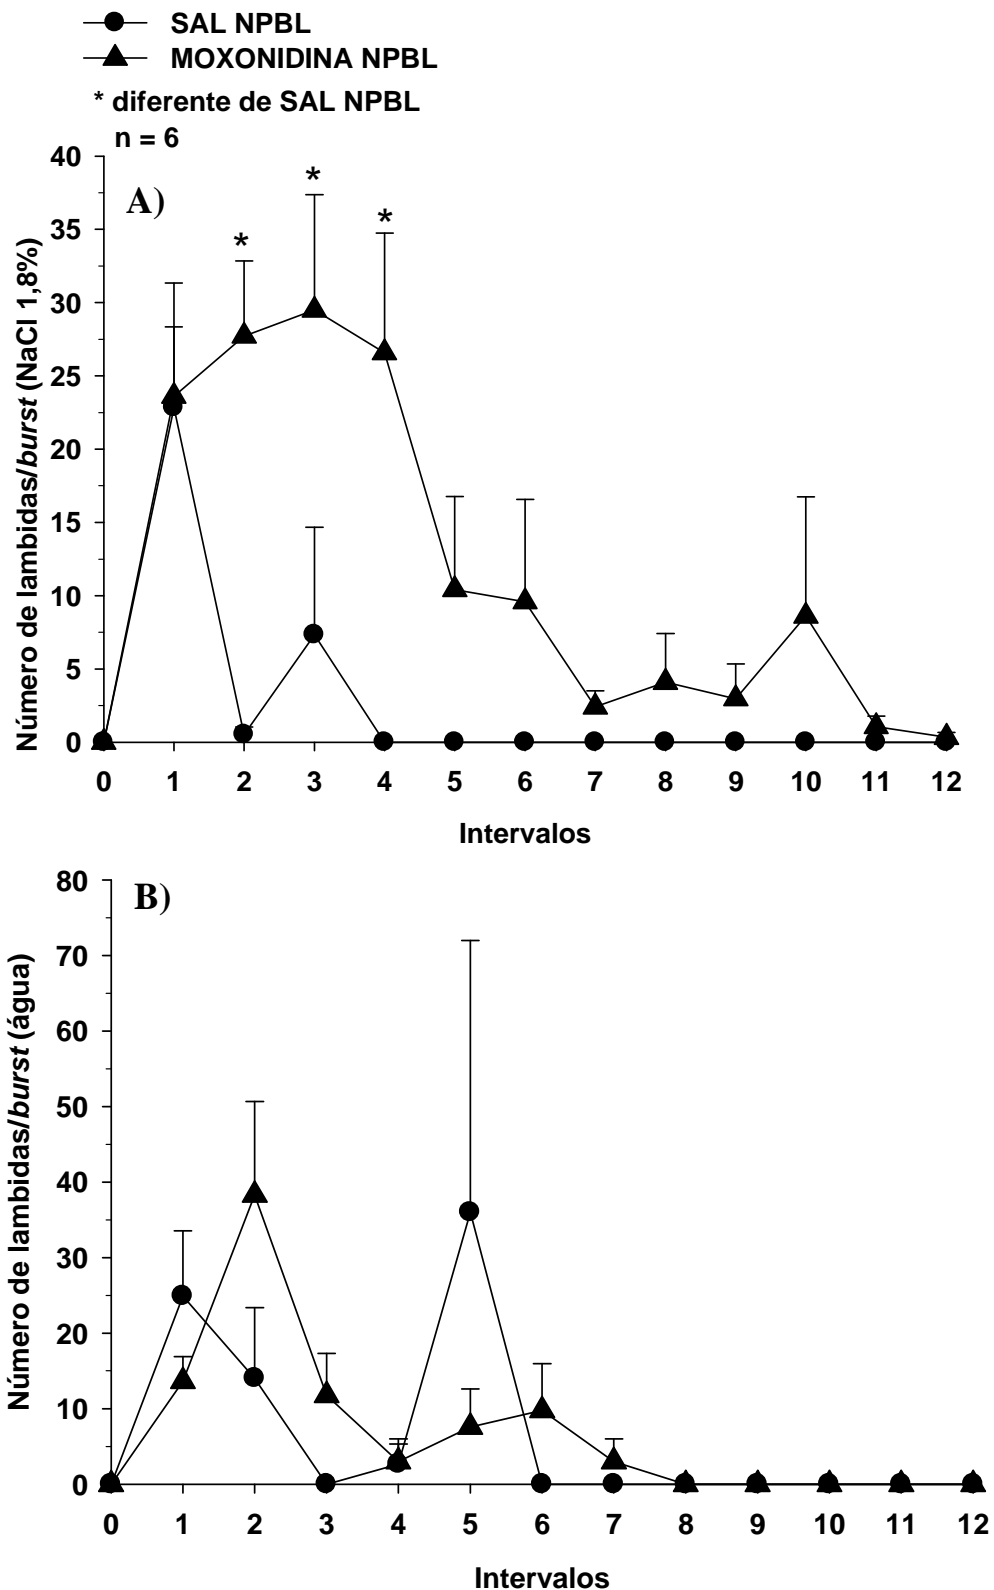 SAL NPBL
MOXONIDINA NPBL
* diferente de SAL NPBL
n = 6
A)
Número de lambidas/burst (NaCl 1,8%)
40
35
30
25
20
15
10
5
0
* * *
0 1 2 3 4 5 6 7 8 9 10 11 12
Intervalos
B)
Número de lambidas/burst (água)
80
70
60
50
40
30
20
10
0
0 1 2 3 4 5 6 7 8 9 10 11 12
Intervalos